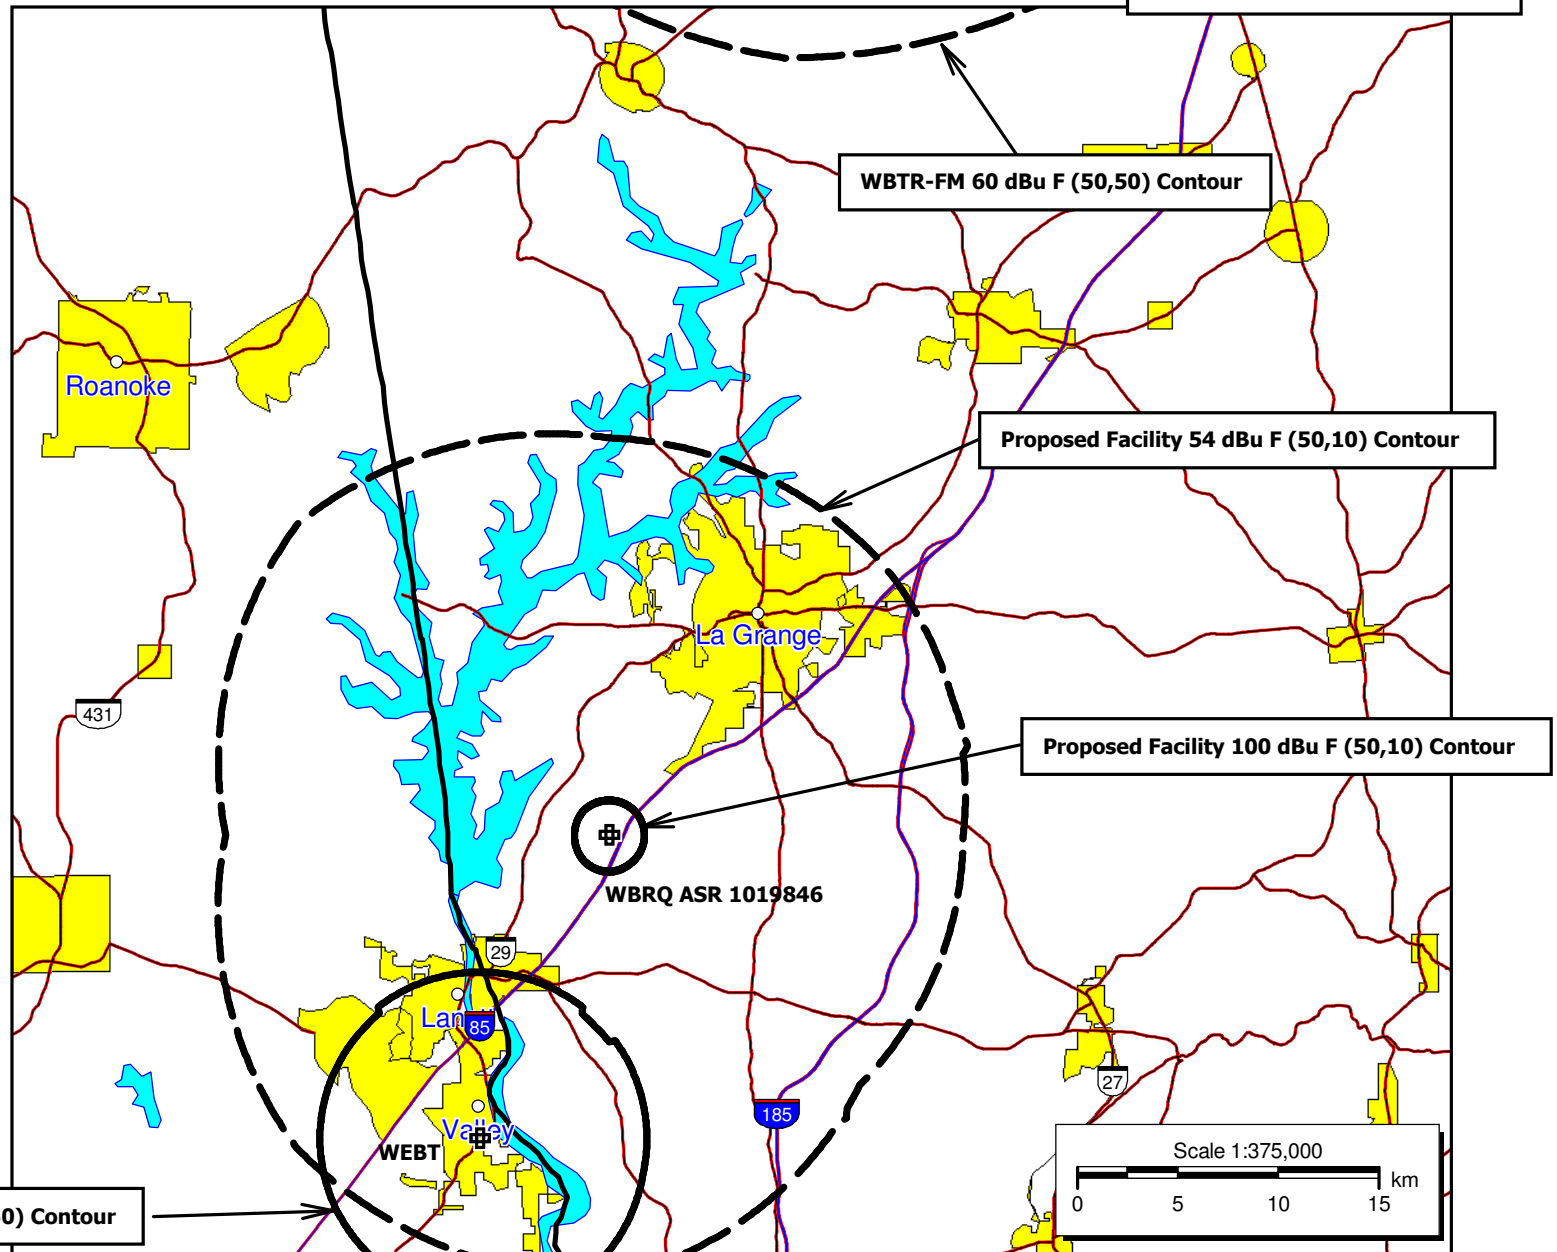 WBTR-FM 60 dBu F (50,50) Contour
Roanoke
Proposed Facility 54 dBu F (50,10) Contour
La Grange
431
Proposed Facility 100 dBu F (50,10) Contour
WBRQ ASR 1019846
29
85
27
185
Valley
WEBT
Scale 1:375,000
km
0 5 10 15
0) Contour